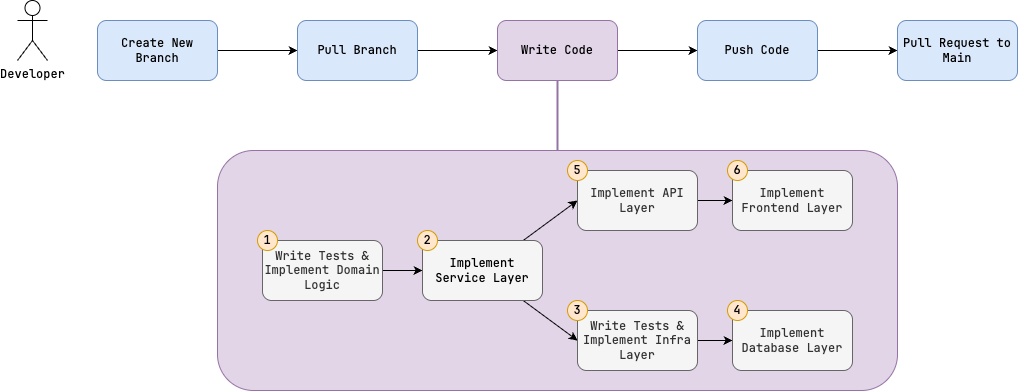 Developer
Create New
Branch
Pull Branch
Write Code
Push Code
Pull Request to
Main
1
Write Tests &
Implement Domain
Logic
2
Implement
Service Layer
5
Implement API
Layer
6
Implement
Frontend Layer
3
Write Tests &
Implement Infra
Layer
4
Implement
Database Layer